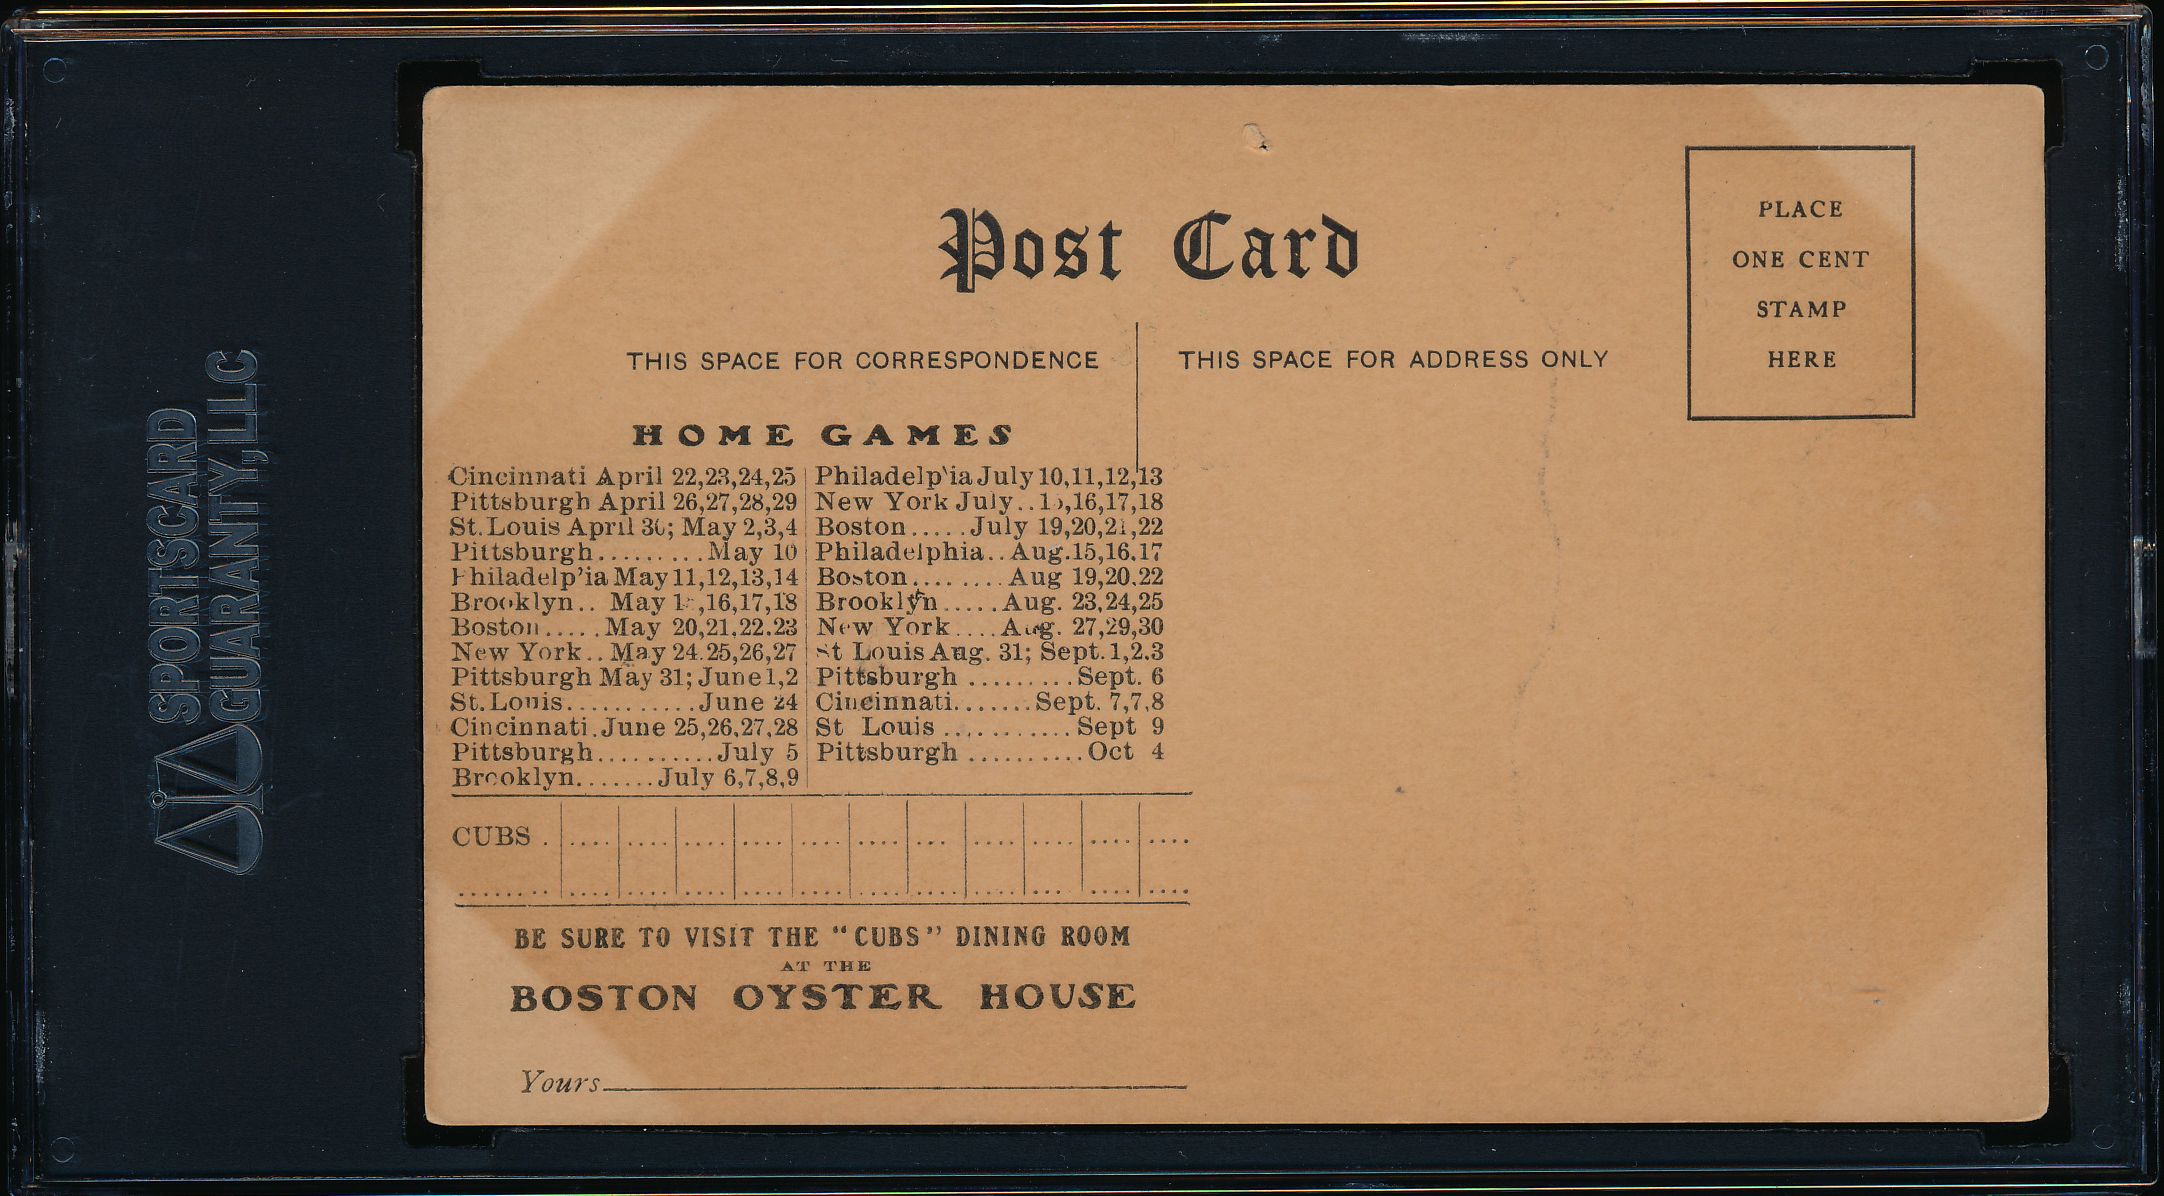 SPORTSCARD
GUARANTY, LLC
Post Card
PLACE
ONE CENT
STAMP
HERE
THIS SPACE FOR CORRESPONDENCE
THIS SPACE FOR ADDRESS ONLY
HOME GAMES
Cincinnati April 22,23,24,25
Pittsburgh April 26,27,28,29
St. Louis April 30; May 2,3,4
Pittsburgh.........May 10
Philadelp'ia May 11,12,13,14
Brooklyn.. May ,16,17,18
Boston.....May 20,21.22.23
New York..May 24.25,26,27
Pittsburgh May 31; June 1,2
St. Louis...........June 24
Cincinnati.June 25,26,27,28
Pittsburgh..........July 5
Brooklyn.......July 6,7,8,9
Philadelp'ia July 10,11,12,13
New York July.. ,16,17,18
Boston.....July 19,20,21,22
Philadelphia..Aug.15,16.17
Boston........Aug 19,20.22
Brooklyn.....Aug. 23,24,25
New York....Aug. 27,29,30
St Louis Aug. 31; Sept. 1,2.3
Pittsburgh .........Sept. 6
Cincinnati.......Sept. 7,7,8
St Louis ...........Sept 9
Pittsburgh ..........Oct 4
CUBS .
BE SURE TO VISIT THE "CUBS" DINING ROOM
AT THE
BOSTON OYSTER HOUSE
Yours